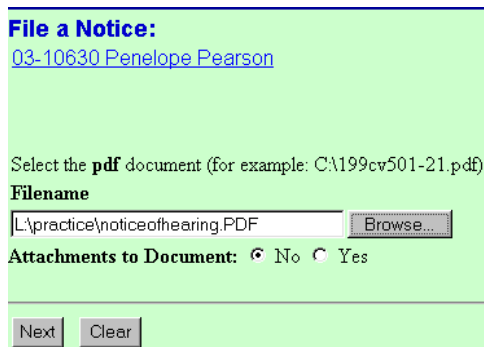 File a Notice:
03-10630 Penelope Pearson
Select the pdf document (for example: C:\199cv501-21.pdf)
Filename
L:\practice\noticeofhearing.PDF Browse...
Attachments to Document: No Yes
Next Clear